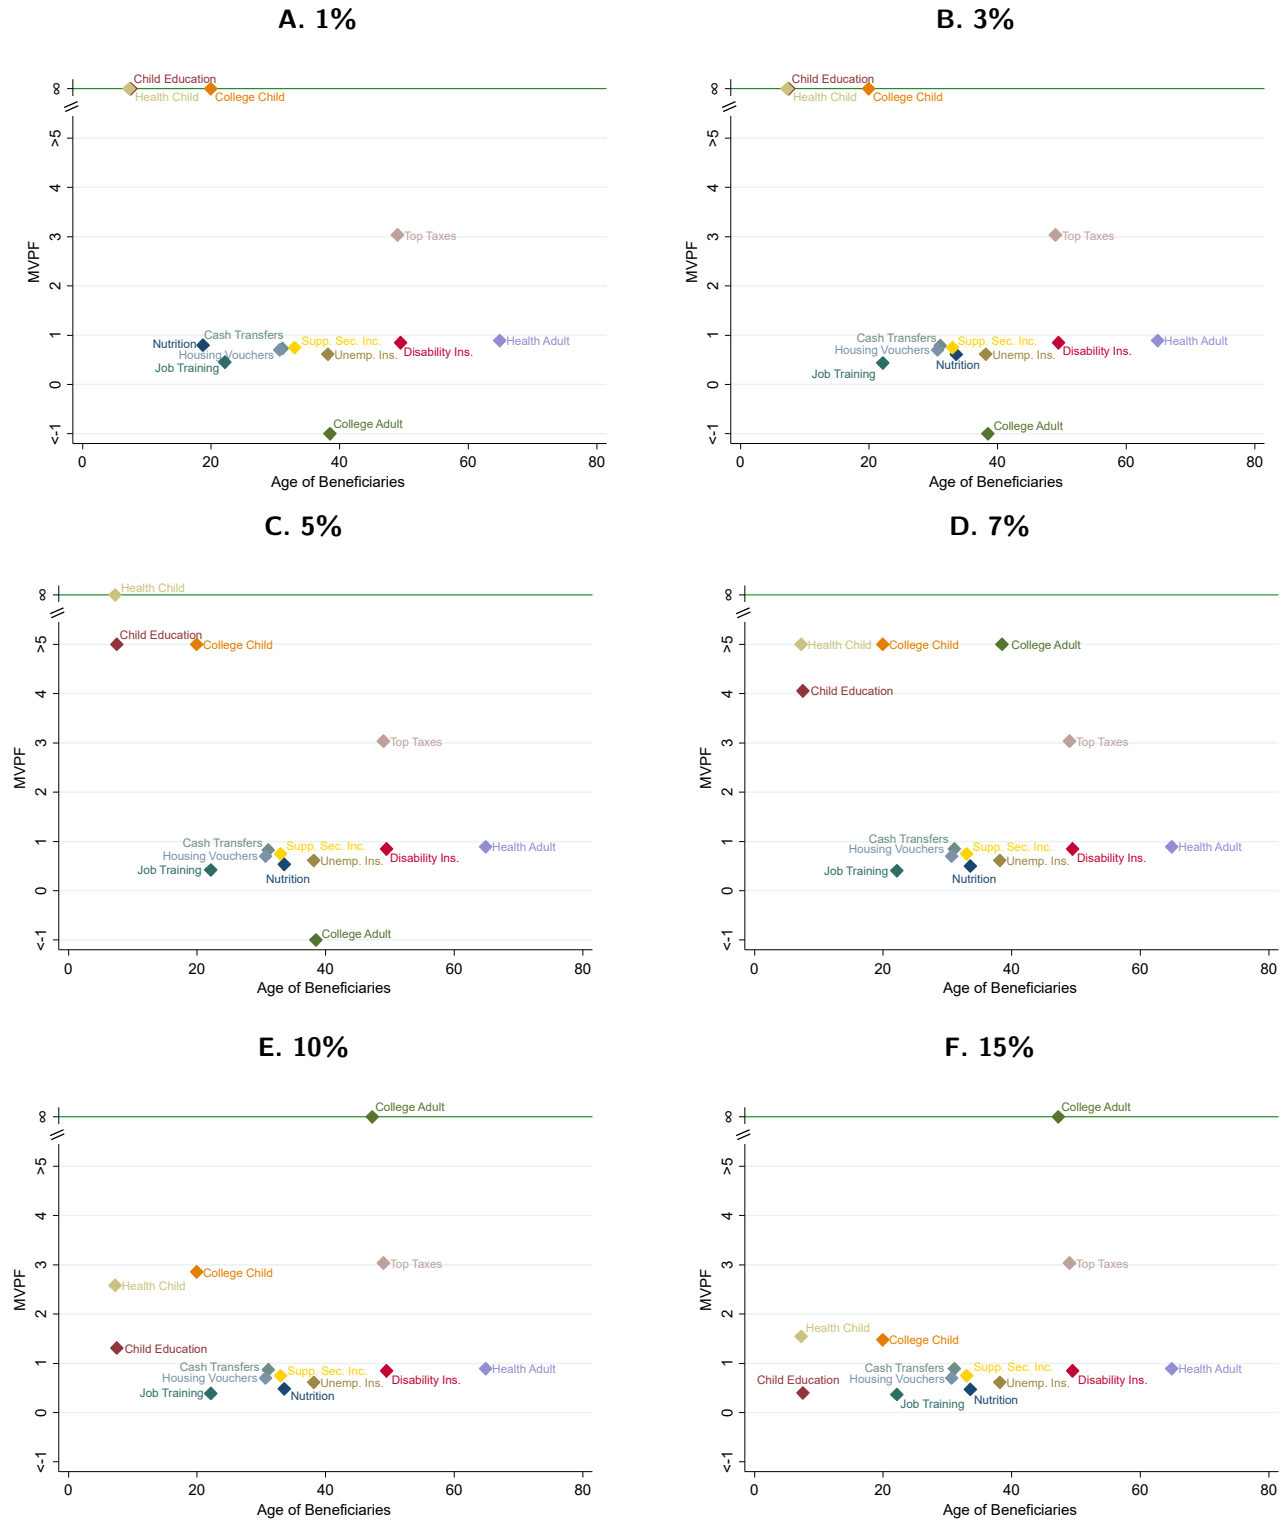 A. 1%
∞
>5
4
3
2
1
0
<-1
MVPF
Child Education
Health Child
College Child
Top Taxes
Cash Transfers
Nutrition
Supp. Sec. Inc.
Housing Vouchers
Unemp. Ins.
Disability Ins.
Health Adult
Job Training
College Adult
0 20 40 60 80
Age of Beneficiaries
B. 3%
∞
>5
4
3
2
1
0
<-1
MVPF
Child Education
Health Child
College Child
Top Taxes
Cash Transfers
Supp. Sec. Inc.
Housing Vouchers
Unemp. Ins.
Disability Ins.
Health Adult
Nutrition
Job Training
College Adult
0 20 40 60 80
Age of Beneficiaries
C. 5%
∞
>5
4
3
2
1
0
<-1
MVPF
Health Child
Child Education
College Child
Top Taxes
Cash Transfers
Supp. Sec. Inc.
Housing Vouchers
Unemp. Ins.
Disability Ins.
Health Adult
Job Training
Nutrition
College Adult
0 20 40 60 80
Age of Beneficiaries
D. 7%
∞
>5
4
3
2
1
0
<-1
MVPF
Health Child
College Child
College Adult
Child Education
Top Taxes
Cash Transfers
Supp. Sec. Inc.
Housing Vouchers
Unemp. Ins.
Disability Ins.
Health Adult
Job Training
Nutrition
0 20 40 60 80
Age of Beneficiaries
E. 10%
∞
>5
4
3
2
1
0
<-1
MVPF
College Adult
Top Taxes
College Child
Health Child
Child Education
Cash Transfers
Supp. Sec. Inc.
Housing Vouchers
Unemp. Ins.
Disability Ins.
Health Adult
Job Training
Nutrition
0 20 40 60 80
Age of Beneficiaries
F. 15%
∞
>5
4
3
2
1
0
<-1
MVPF
College Adult
Top Taxes
Health Child
College Child
Cash Transfers
Supp. Sec. Inc.
Housing Vouchers
Child Education
Unemp. Ins.
Disability Ins.
Health Adult
Job Training
Nutrition
0 20 40 60 80
Age of Beneficiaries